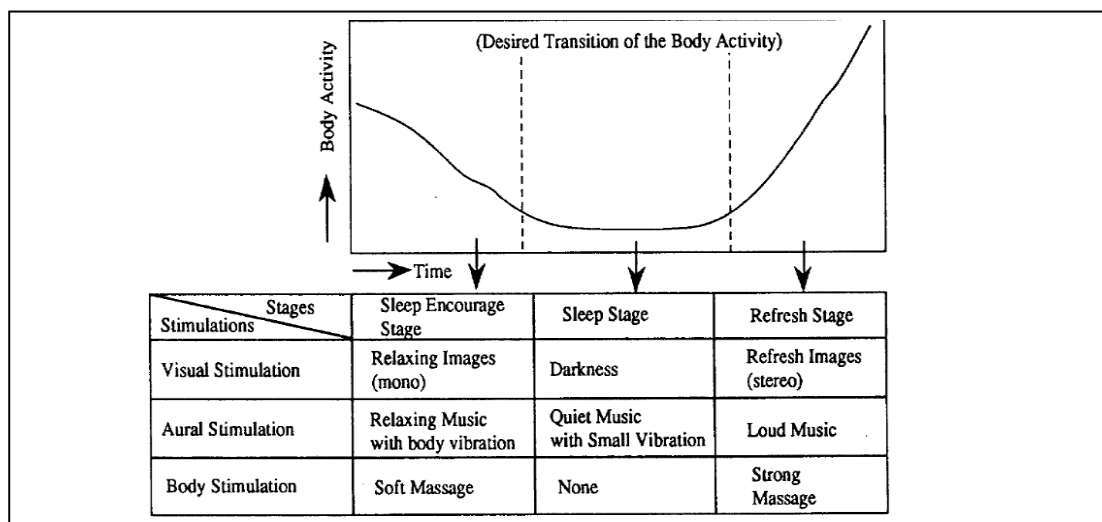 (Desired Transition of the Body Activity)
Body Activity
Time
Stages
Stimulations
Sleep Encourage
Stage
Sleep Stage
Refresh Stage
Visual Stimulation
Relaxing Images
(mono)
Darkness
Refresh Images
(stereo)
Aural Stimulation
Relaxing Music
with body vibration
Quiet Music
with Small Vibration
Loud Music
Body Stimulation
Soft Massage
None
Strong
Massage